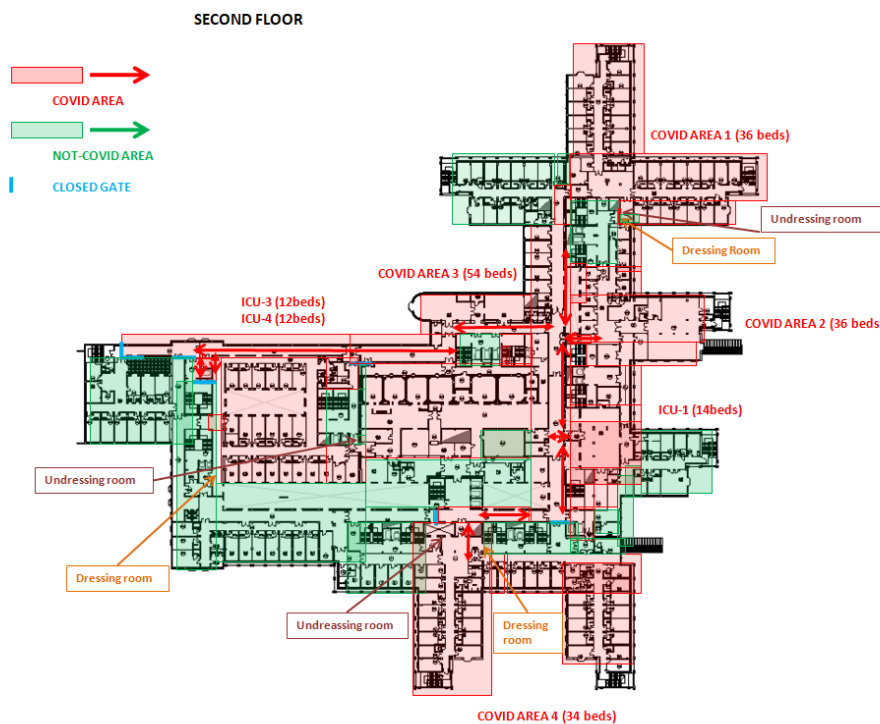 SECOND FLOOR
COVID AREA
NOT-COVID AREA
CLOSED GATE
COVID AREA 1 (36 beds)
Undressing room
Dressing Room
COVID AREA 3 (54 beds)
ICU-3 (12beds)
ICU-4 (12beds)
COVID AREA 2 (36 beds
ICU-1 (14beds)
Undressing room
Dressing room
Undreassing room
Dressing
room
COVID AREA 4 (34 beds)